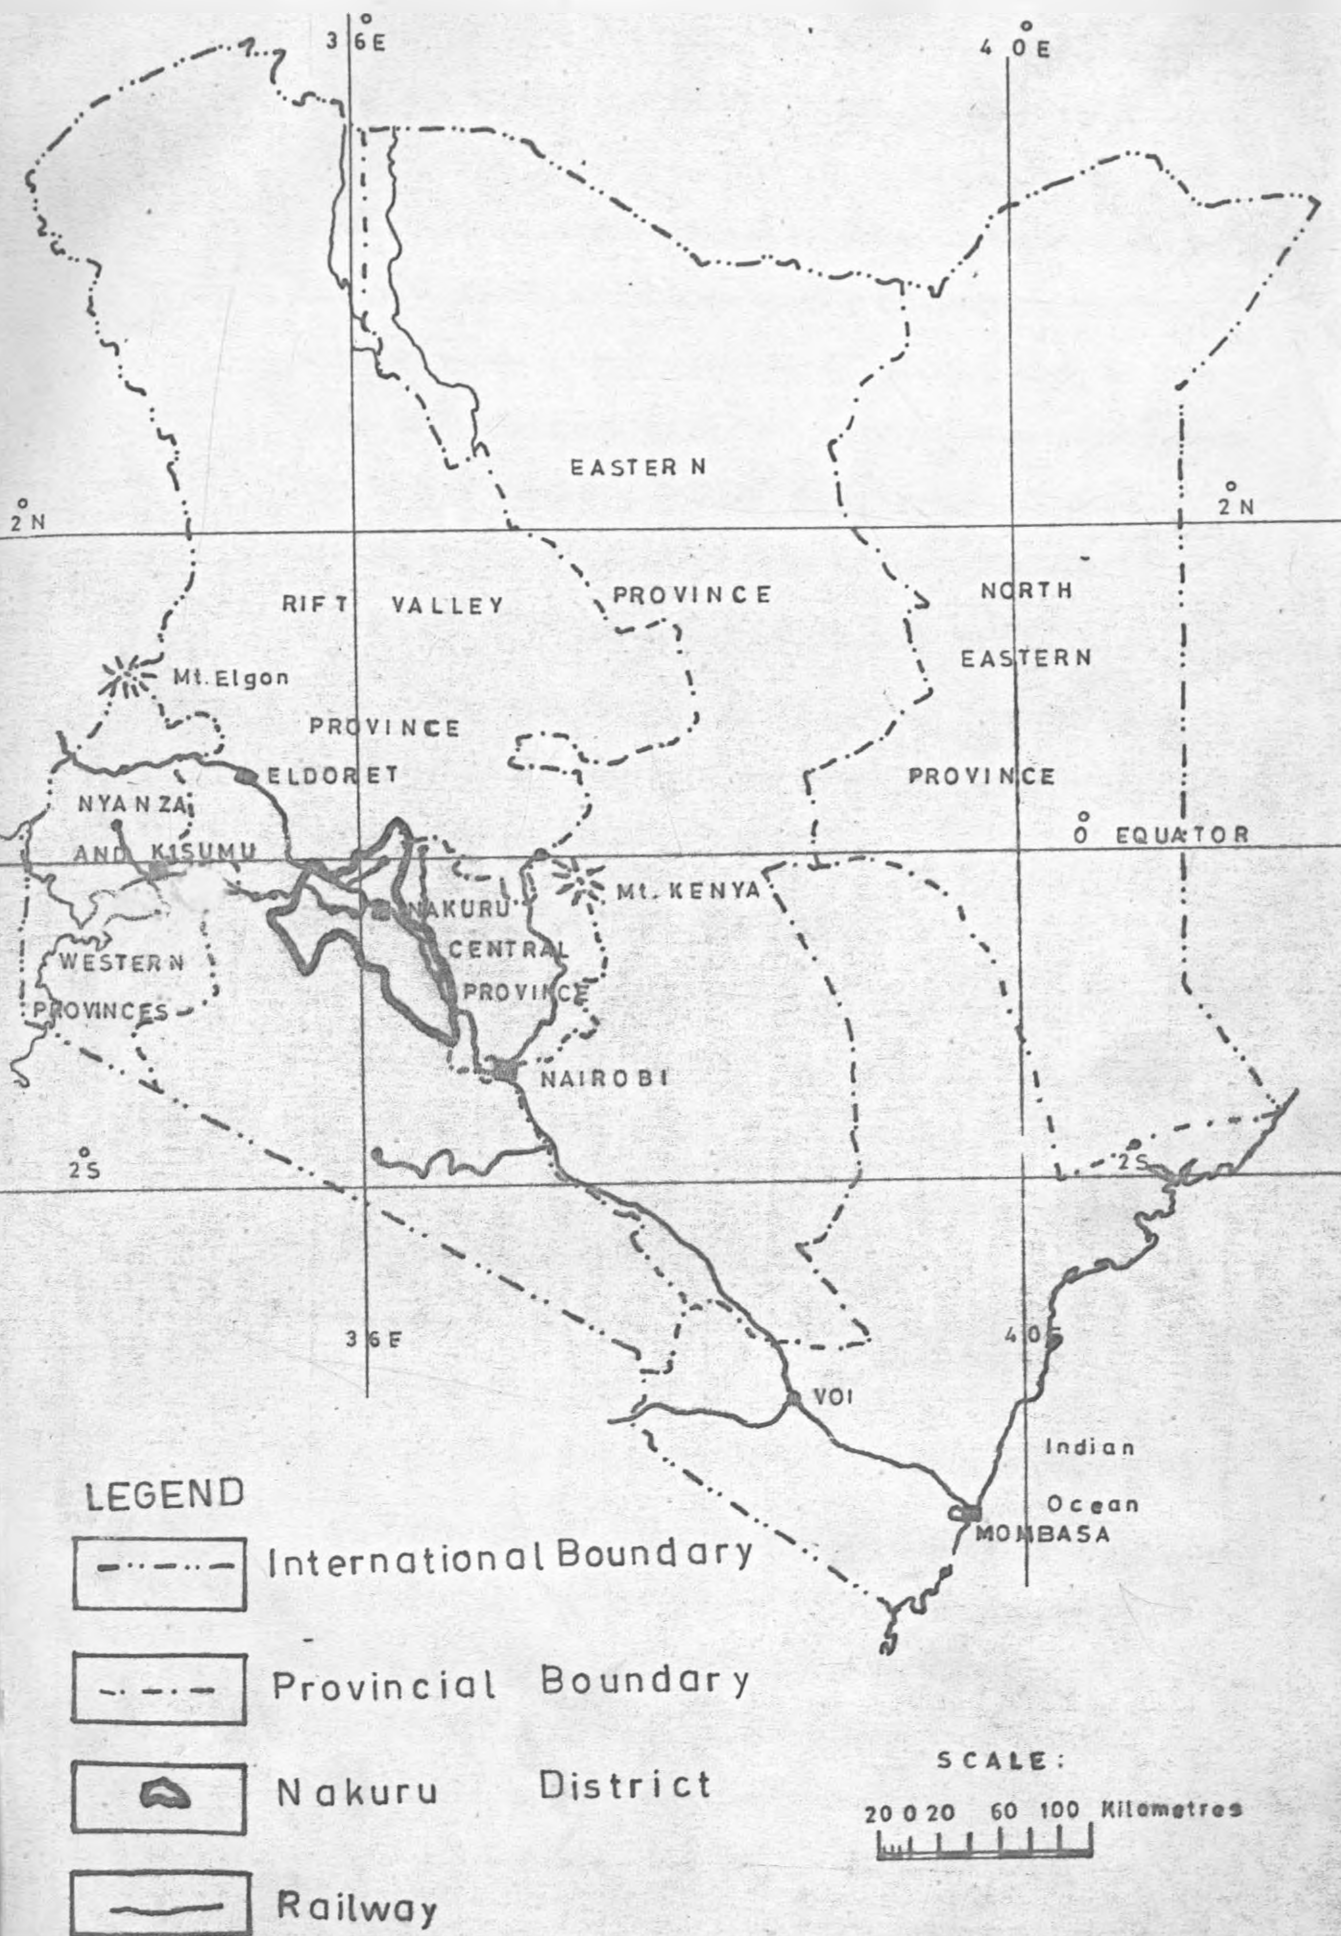 36°E
40°E
EASTERN
2°N
2°N
RIFT VALLEY
PROVINCE
NORTH
EASTERN
Mt. Elgon
PROVINCE
ELDORET
PROVINCE
NYANZA
0° EQUATOR
AND KISUMU
Mt. KENYA
NAKURU
CENTRAL
WESTERN
PROVINCE
PROVINCES
NAIROBI
2°S
2°S
36E
40E
VOI
Indian
Ocean
MOMBASA
LEGEND
International Boundary
Provincial Boundary
Nakuru District
Railway
SCALE:
20 0 20 60 100 Kilometres